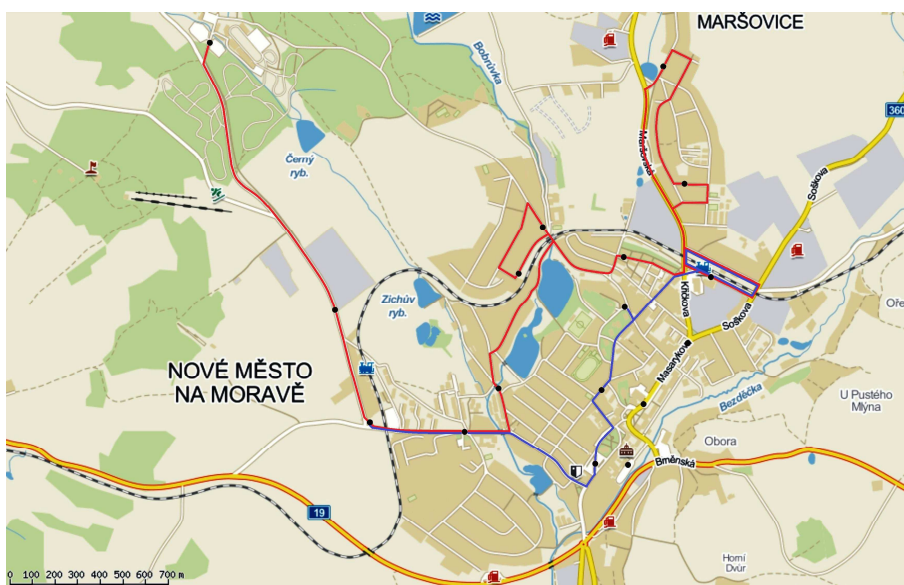 MARŠOVICE
Bobrůvka
360
Černý
ryb.
Maršovská
Soškova
Zichův
ryb.
Křičkova
Soškova
Masarykova
Bezděčka
NOVÉ MĚSTO
NA MORAVĚ
U Pustého
Mlýna
Obora
Brněnská
19
Horní
Dvůr
0 100 200 300 400 500 600 700 m